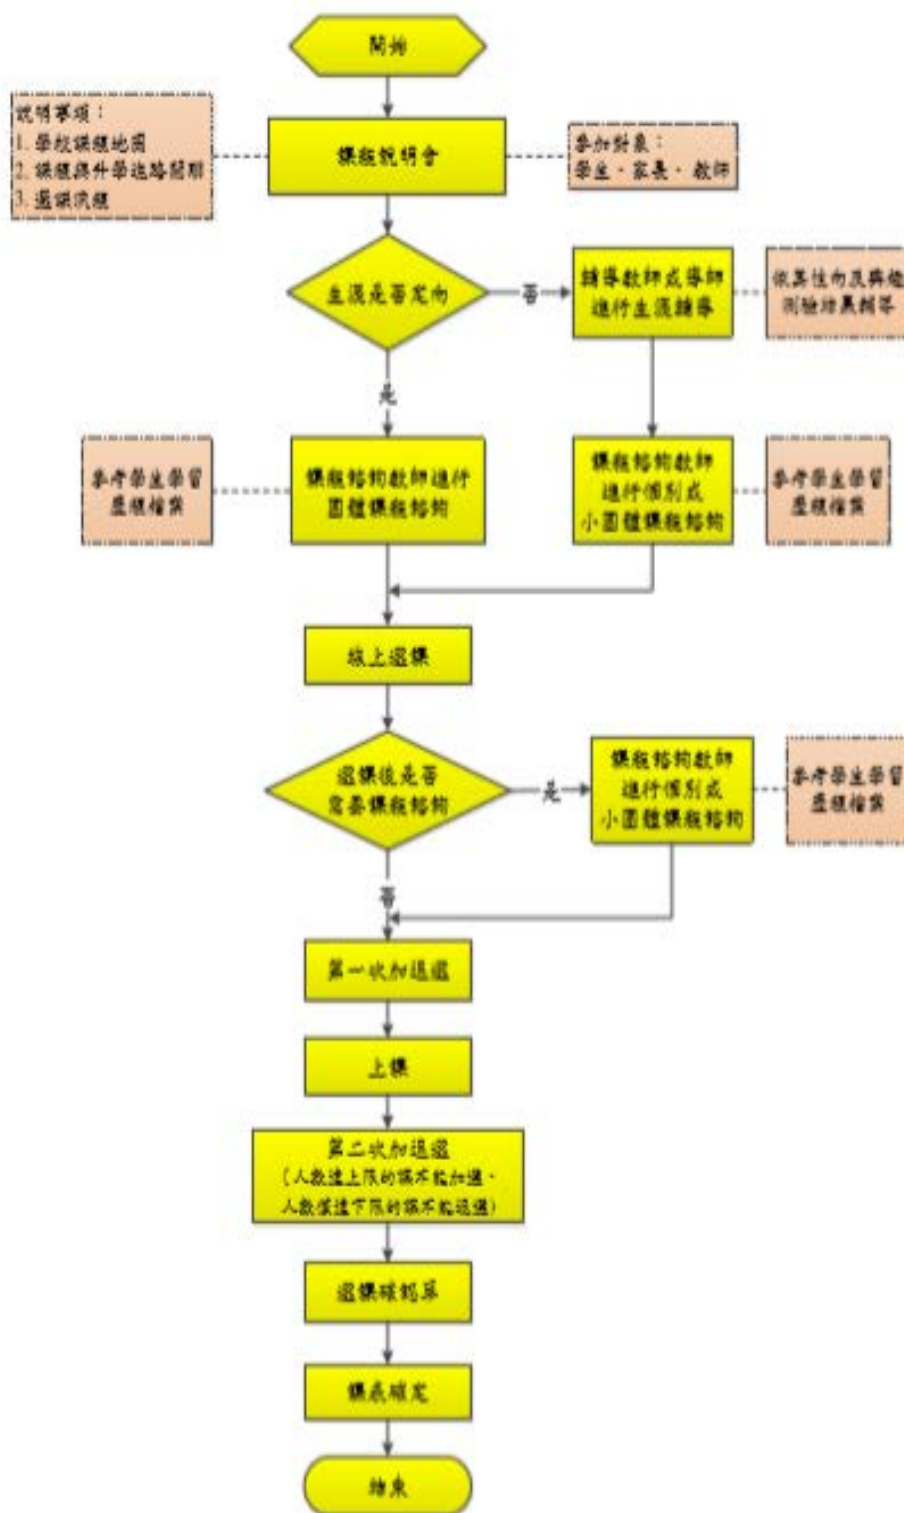 開始
說明事項：
1. 學校課程地圖
2. 課程與升學進路關聯
3. 選課流程
課程說明會
參加對象：
學生、家長、教師
生涯是否定向
否
輔導教師或導師
進行生涯輔導
依其性向及興趣
測驗結果輔導
是
參考學生學習
歷程檔案
課程諮詢教師進行
團體課程諮詢
課程諮詢教師
進行個別或
小團體課程諮詢
參考學生學習
歷程檔案
線上選課
選課後是否
需要課程諮詢
是
課程諮詢教師
進行個別或
小團體課程諮詢
參考學生學習
歷程檔案
否
第一次加退選
上課
第二次加退選
(人數達上限的課不能加選、
人數僅達下限的課不能退選)
選課確認單
課表確定
結束